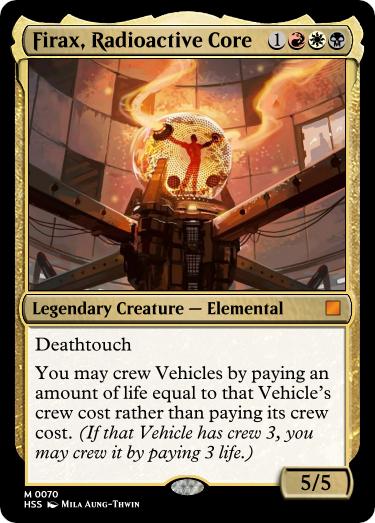 Firax, Radioactive Core 1
Legendary Creature — Elemental
Deathtouch
You may crew Vehicles by paying an
amount of life equal to that Vehicle's
crew cost rather than paying its crew
cost. (If that Vehicle has crew 3, you
may crew it by paying 3 life.)
5/5
M 0070
HSS Mila Aung-Thwin